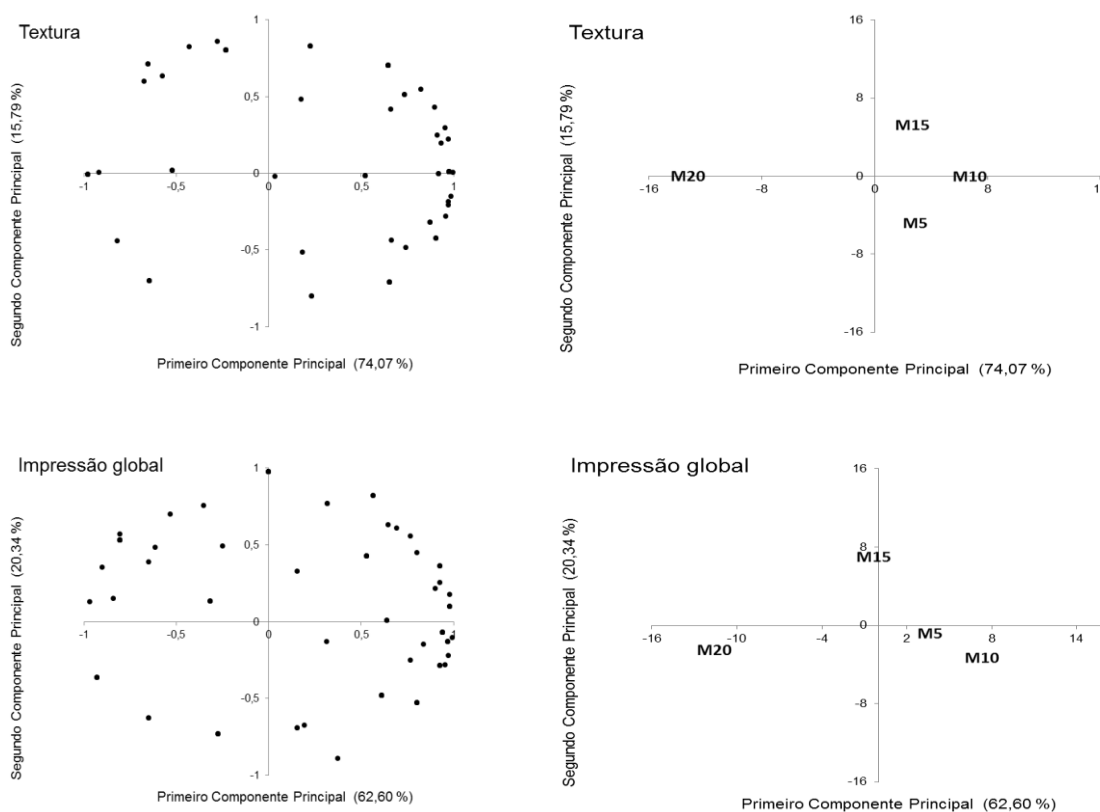 Textura
Segundo Componente Principal (15,79 %)
1
0,5
0
-1
-0,5
0
0,5
1
-0,5
-1
Primeiro Componente Principal (74,07 %)
Textura
Segundo Componente Principal (15,79 %)
16
8
M15
M20
M10
0
-16
-8
0
8
M5
-8
-16
Primeiro Componente Principal (74,07 %)
Impressão global
Segundo Componente Principal (20,34 %)
1
0,5
0
-1
-0,5
0
0,5
1
-0,5
-1
Primeiro Componente Principal (62,60 %)
Impressão global
Segundo Componente Principal (20,34 %)
16
8
M15
0
-16
-10
-4
2
8
14
M5
M20
M10
-8
-16
Primeiro Componente Principal (62,60 %)